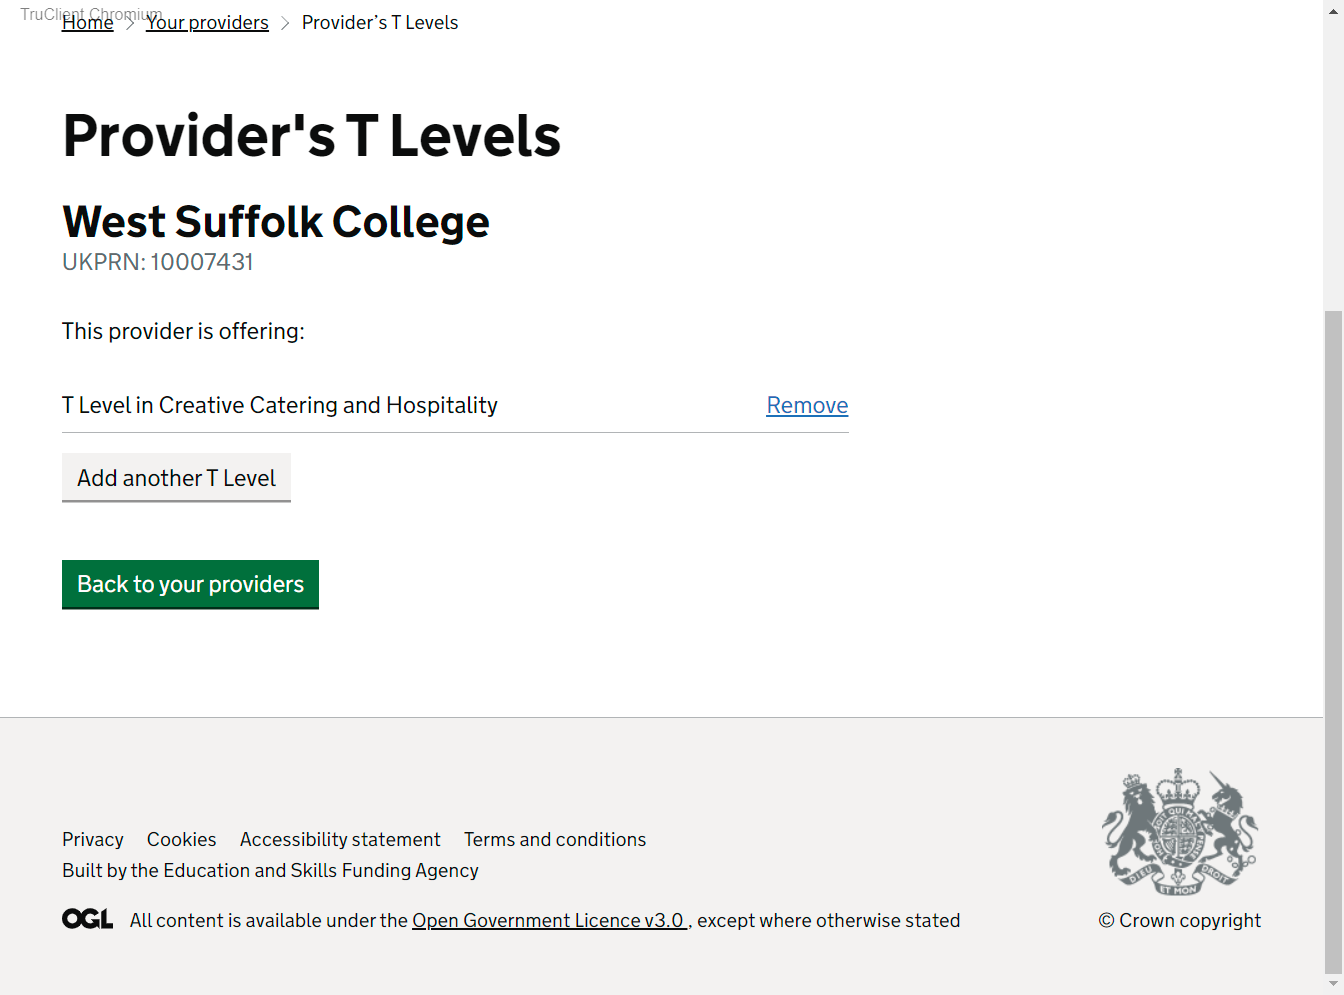 TruClient Chromium
Home > Your providers > Provider’s T Levels
Provider's T Levels
West Suffolk College
UKPRN: 10007431
This provider is offering:
T Level in Creative Catering and Hospitality Remove
Add another T Level
Back to your providers
Privacy Cookies Accessibility statement Terms and conditions
Built by the Education and Skills Funding Agency
OGL All content is available under the Open Government Licence v3.0 , except where otherwise stated
DIEU ET MON DROIT
© Crown copyright